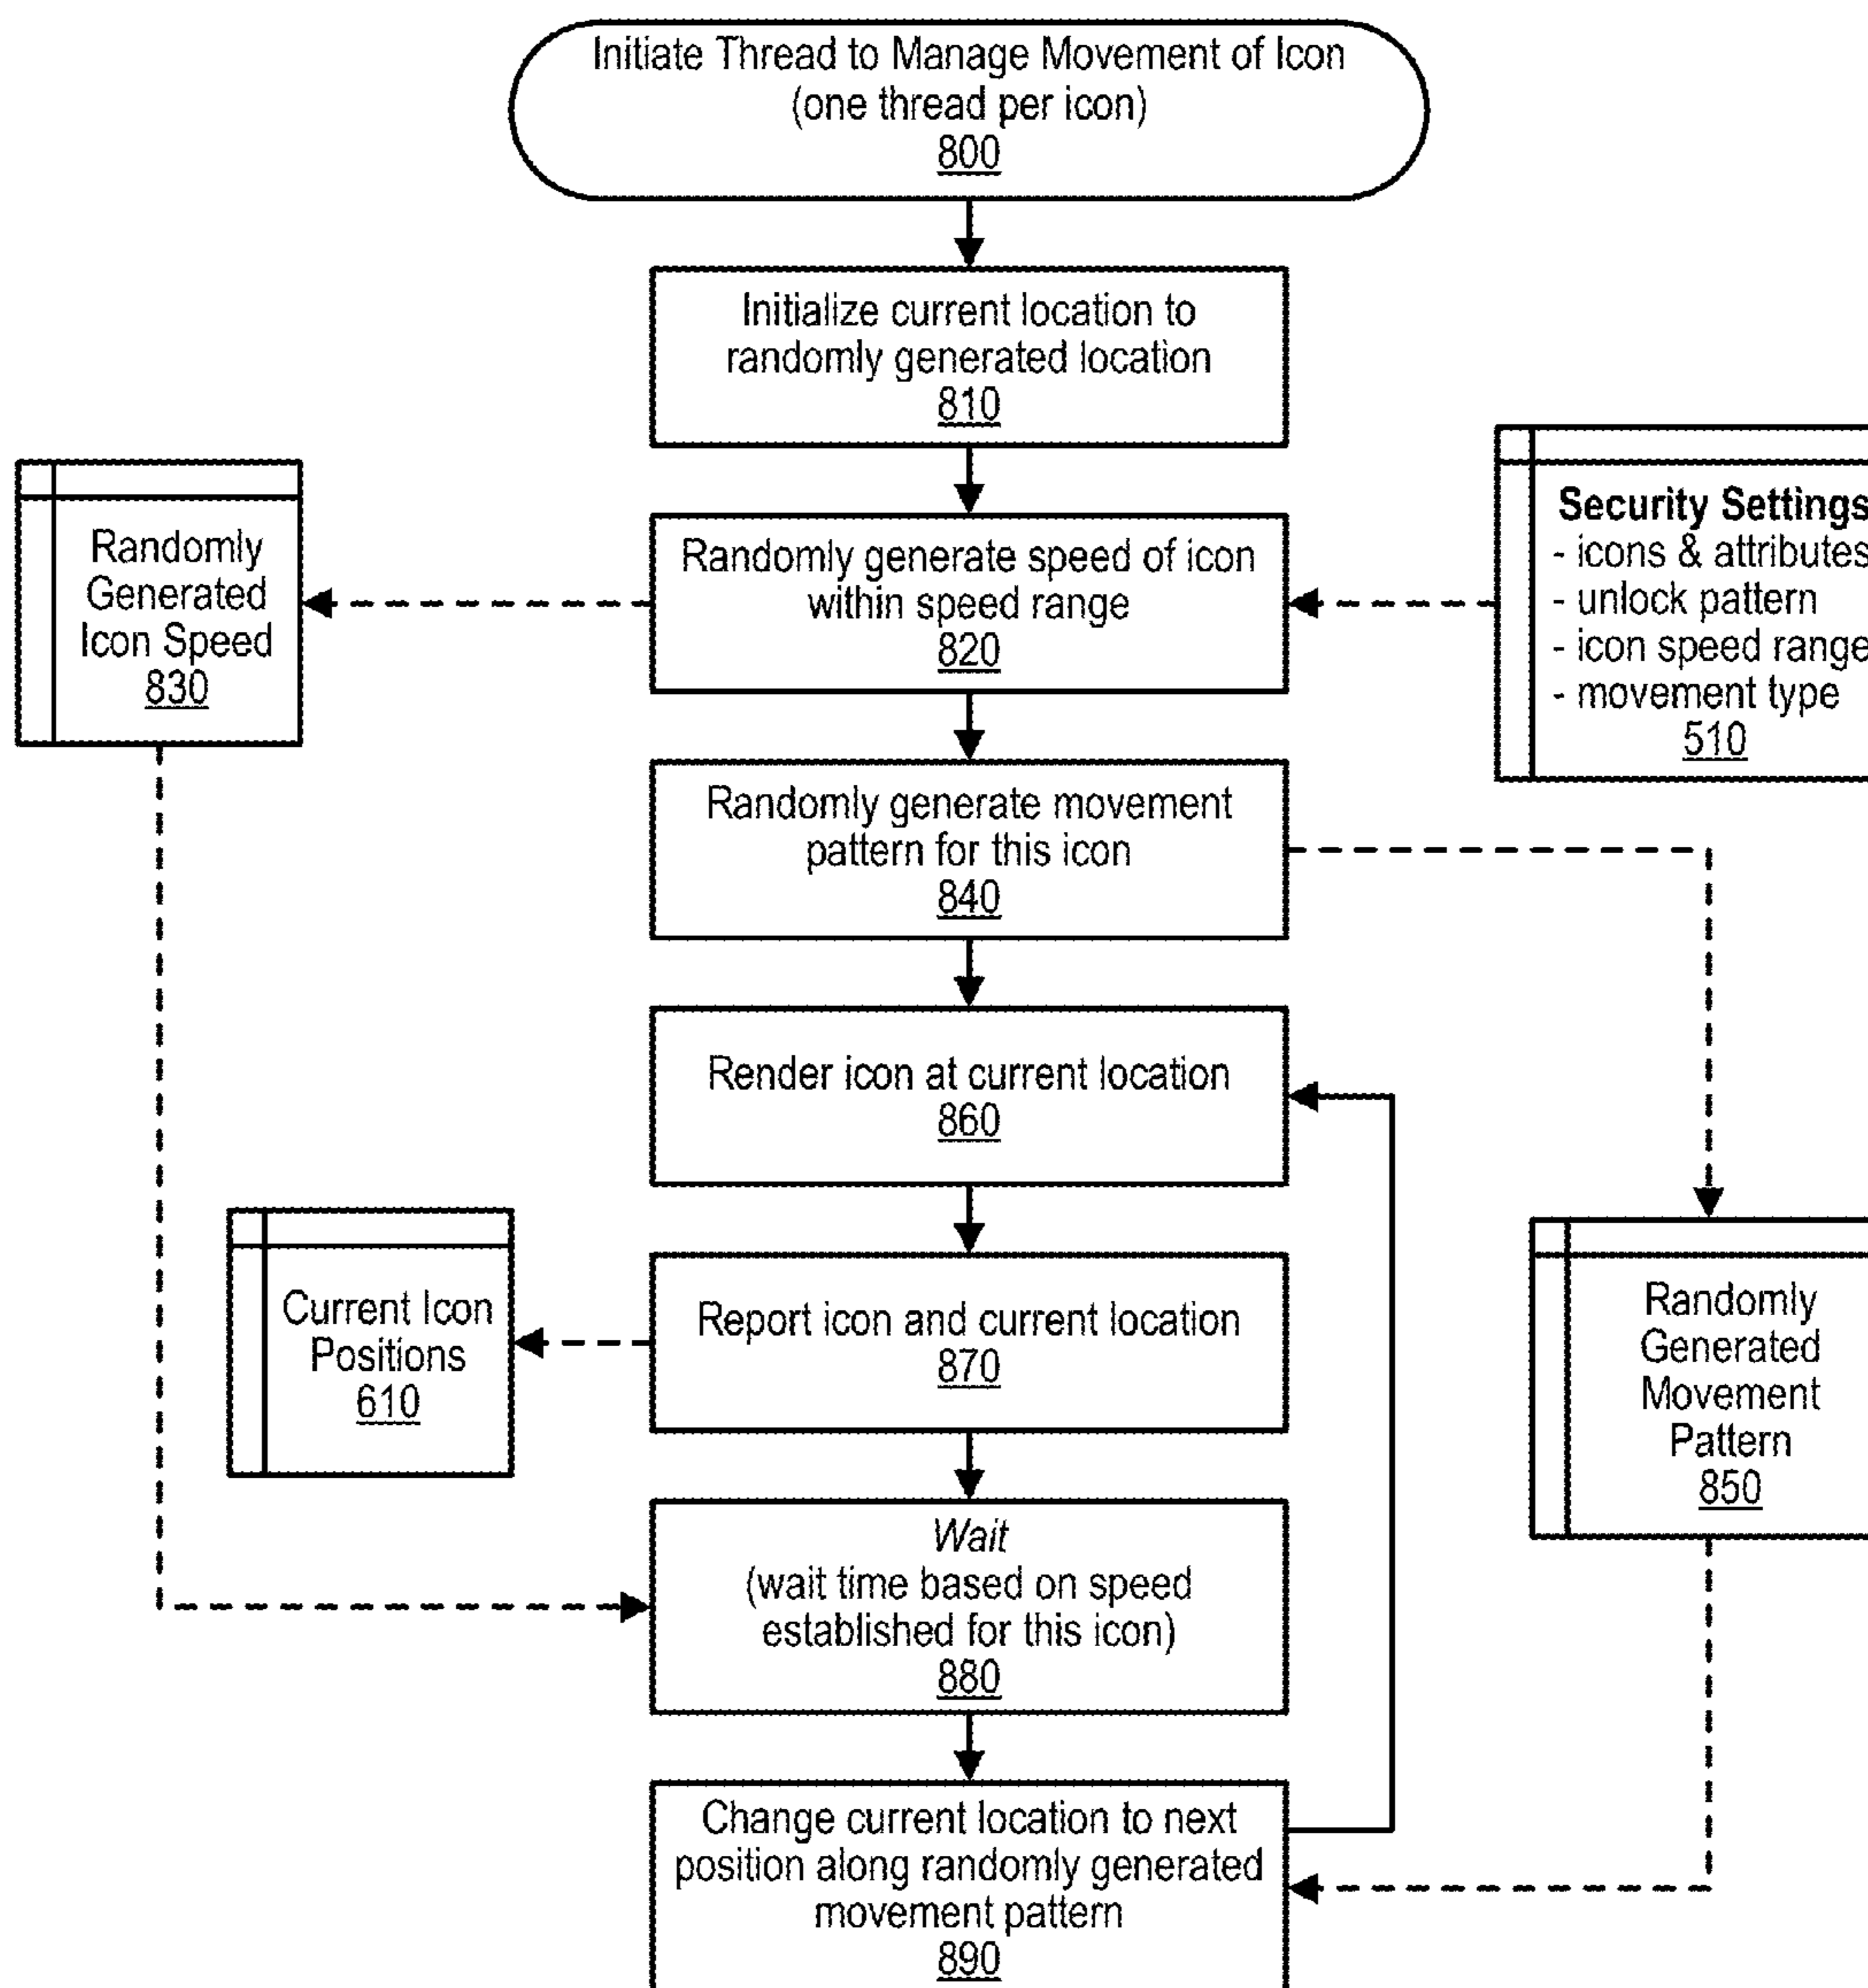 Initiate Thread to Manage Movement of Icon
(one thread per icon)
800
Initialize current location to
randomly generated location
810
Randomly
Generated
Icon Speed
830
Randomly generate speed of icon
within speed range
820
Security Settings
- icons & attributes
- unlock pattern
- icon speed range
- movement type
510
Randomly generate movement
pattern for this icon
840
Render icon at current location
860
Current Icon
Positions
610
Report icon and current location
870
Randomly
Generated
Movement
Pattern
850
Wait
(wait time based on speed
established for this icon)
880
Change current location to next
position along randomly generated
movement pattern
890